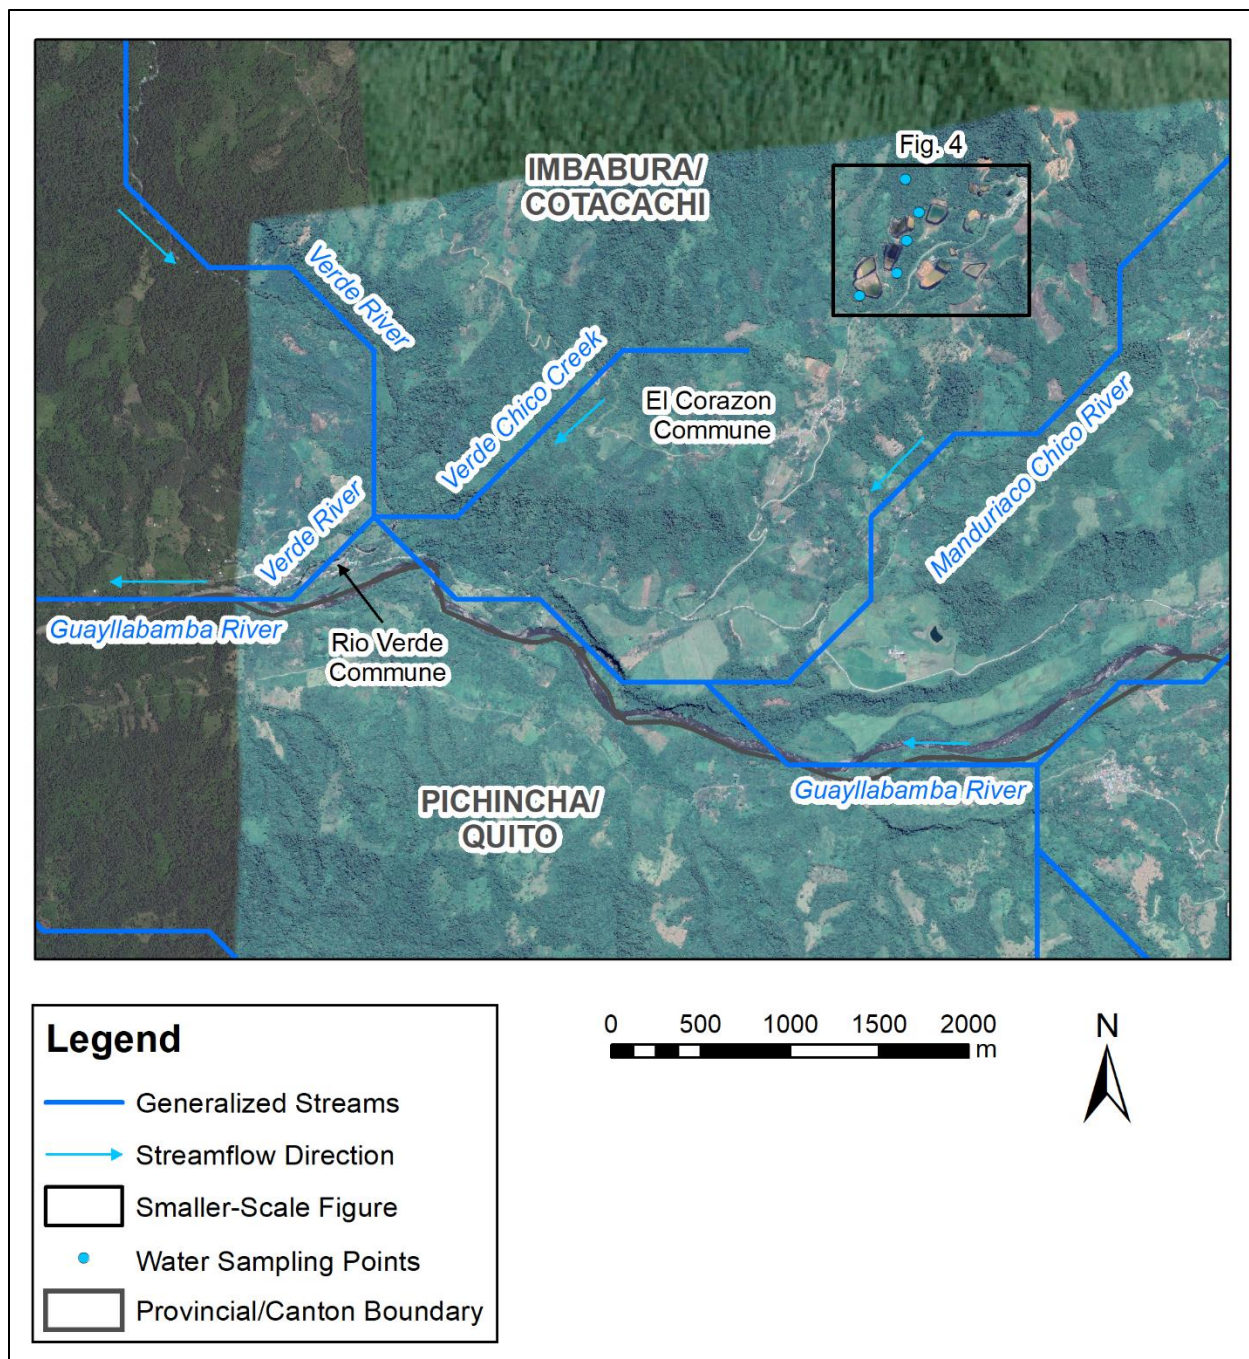 Fig. 4
IMBABURA/
COTACACHI
Verde River
Verde Chico Creek
El Corazon
Commune
Manduriaco Chico River
Verde River
Guayllabamba River
Rio Verde
Commune
PICHINCHA/
QUITO
Guayllabamba River
Legend
Generalized Streams
Streamflow Direction
Smaller-Scale Figure
Water Sampling Points
Provincial/Canton Boundary
0 500 1000 1500 2000
m
N